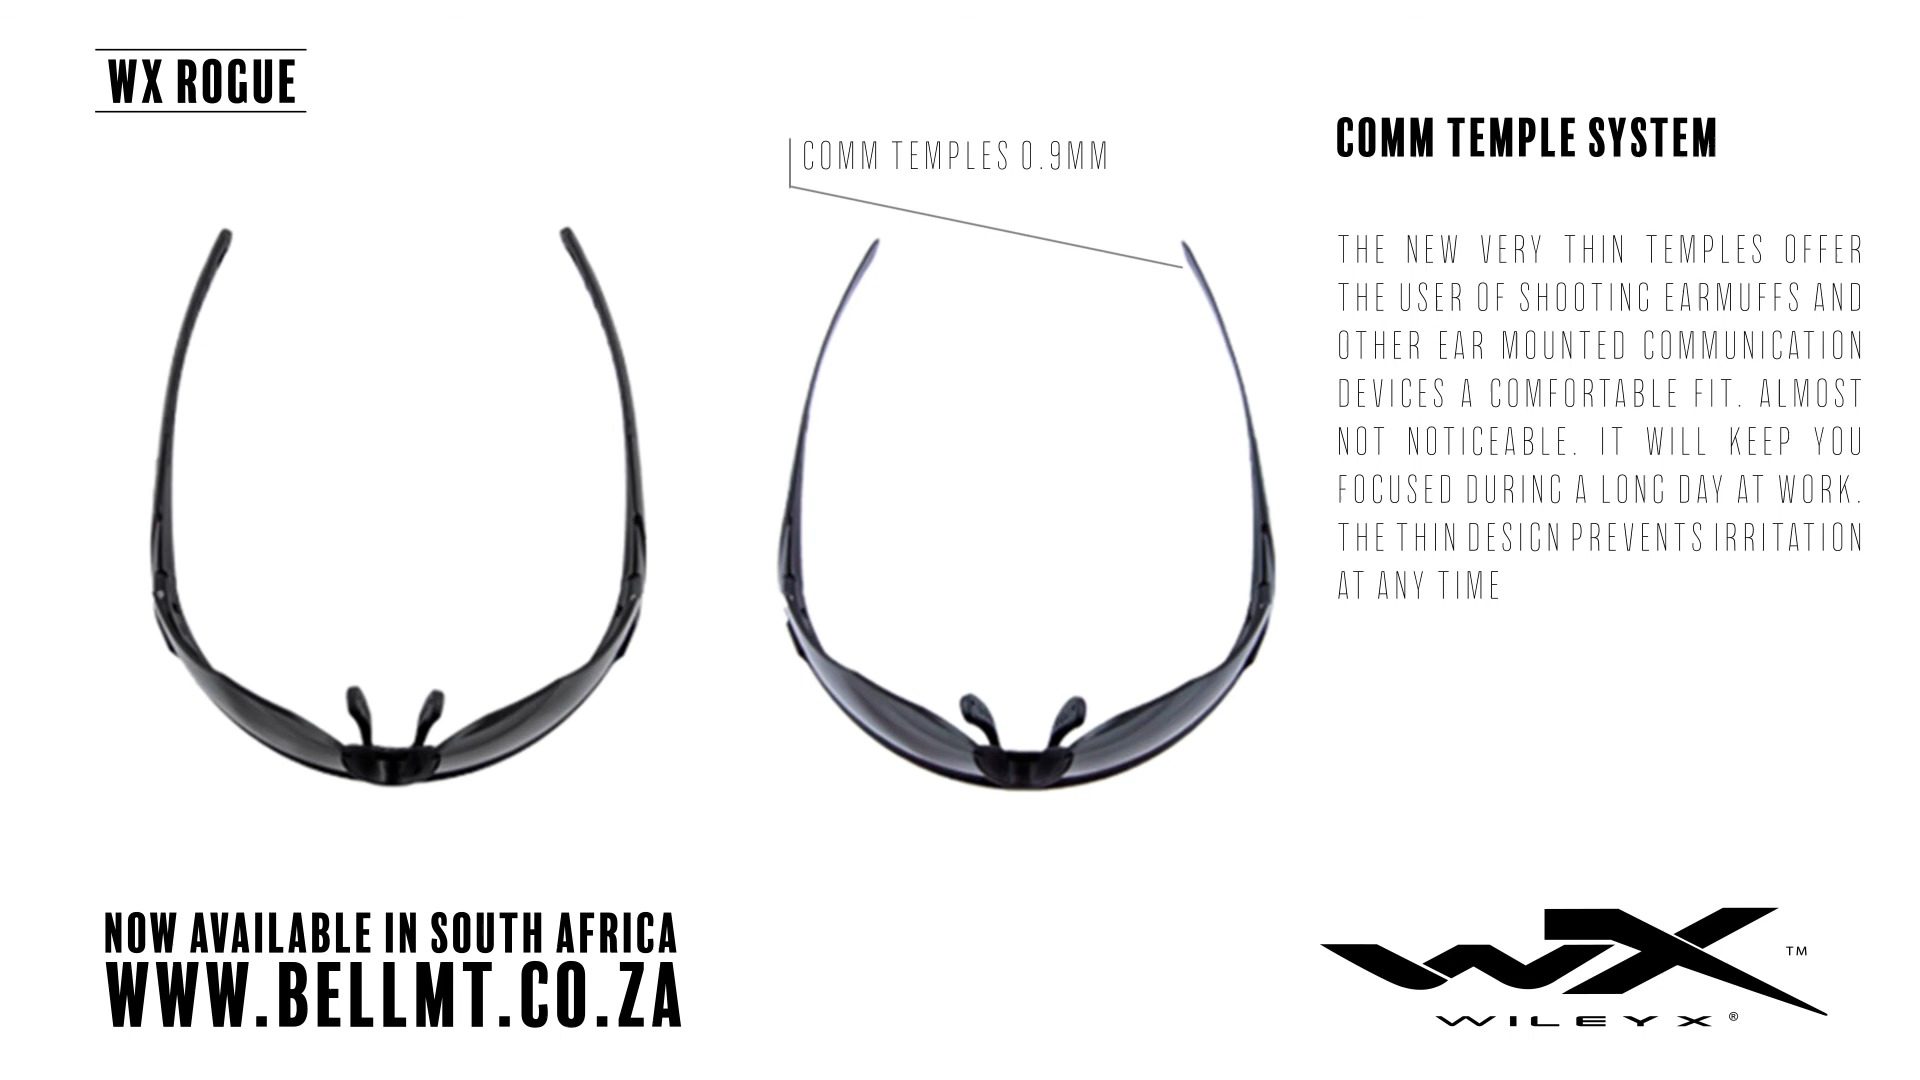 WX ROGUE
COMM TEMPLES 0.9MM
COMM TEMPLE SYSTEM
THE NEW VERY THIN TEMPLES OFFER
THE USER OF SHOOTING EARMUFFS AND
OTHER EAR MOUNTED COMMUNICATION
DEVICES A COMFORTABLE FIT. ALMOST
NOT NOTICEABLE. IT WILL KEEP YOU
FOCUSED DURING A LONG DAY AT WORK.
THE THIN DESIGN PREVENTS IRRITATION
AT ANY TIME
NOW AVAILABLE IN SOUTH AFRICA
WWW.BELLMT.CO.ZA
WX ™
WILEY X ®